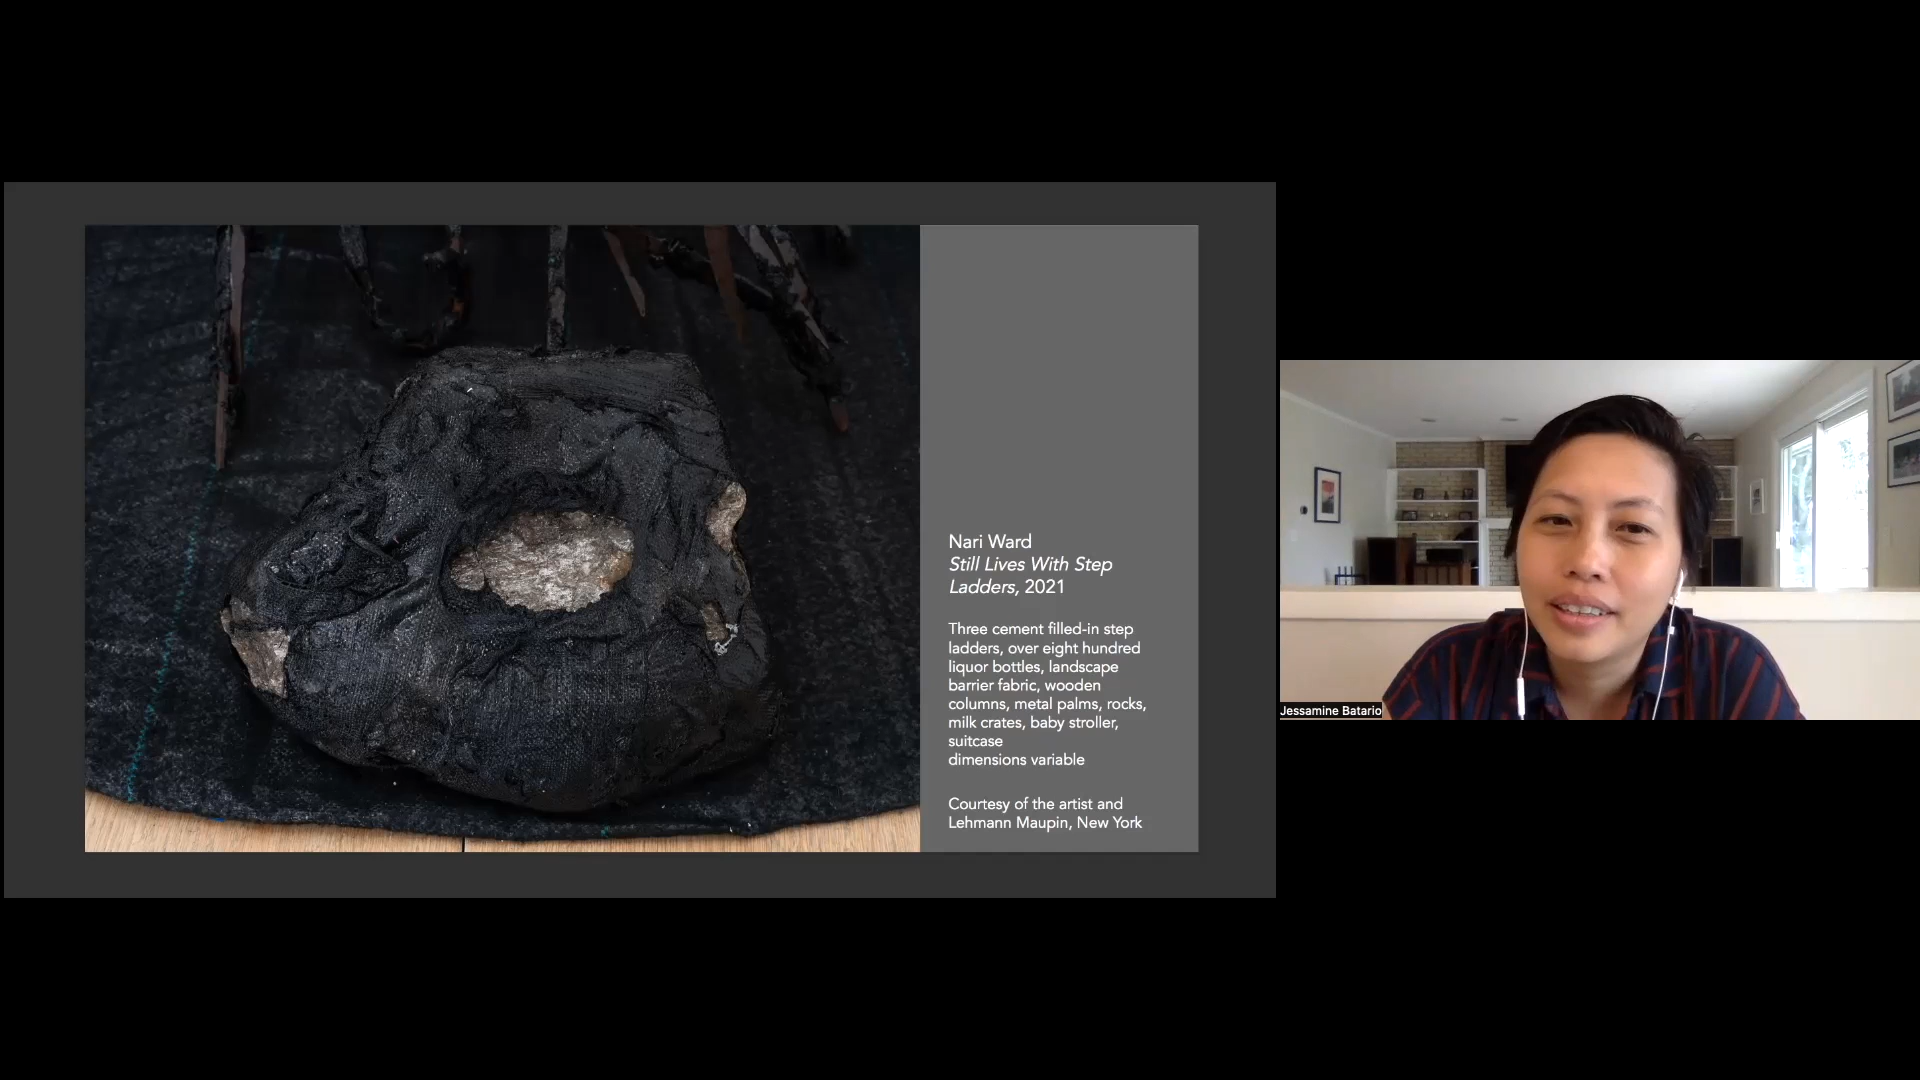 Nari Ward
Still Lives With Step
Ladders, 2021
Three cement filled-in step
ladders, over eight hundred
liquor bottles, landscape
barrier fabric, wooden
columns, metal palms, rocks,
milk crates, baby stroller,
suitcase
dimensions variable
Courtesy of the artist and
Lehmann Maupin, New York
Jessamine Batario